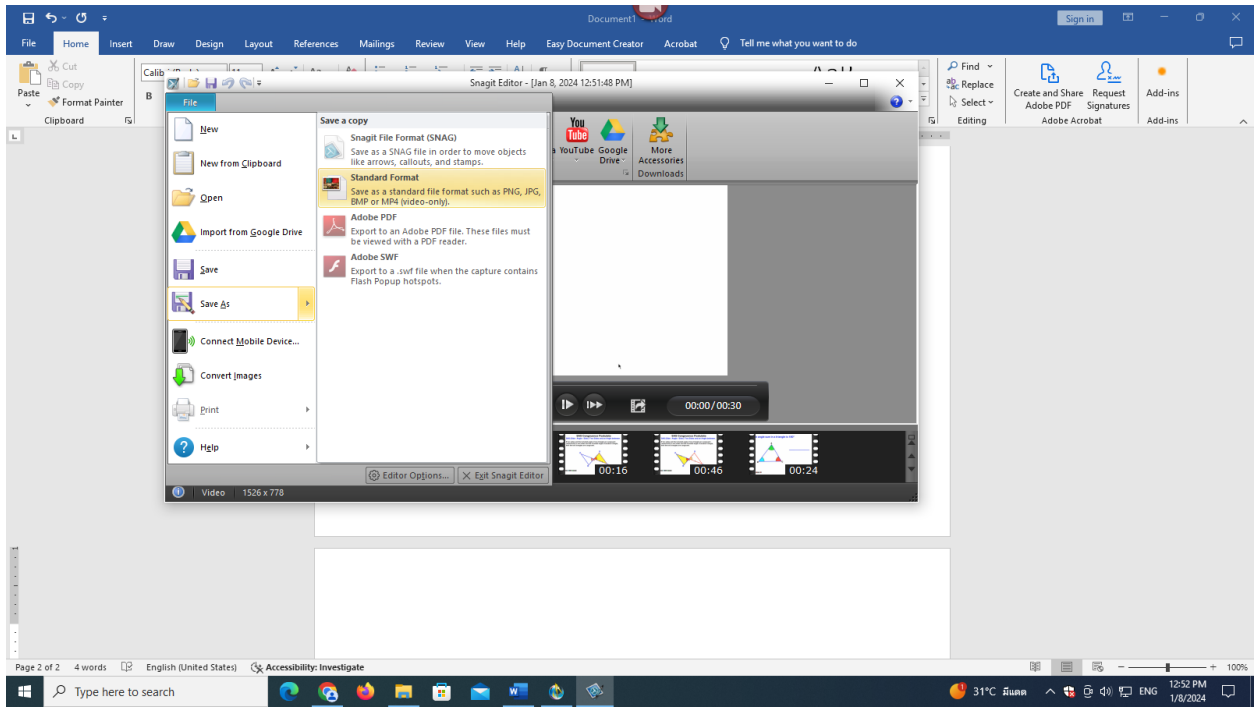 Document1 - Word
Sign in
File Home Insert Draw Design Layout References Mailings Review View Help Easy Document Creator Acrobat Tell me what you want to do
Cut
Copy
Paste
Format Painter
Clipboard
B
Find
Replace
Select
Editing
Create and Share Adobe PDF
Request Signatures
Adobe Acrobat
Add-ins
Add-ins
Snagit Editor - [Jan 8, 2024 12:51:48 PM]
File
New
New from Clipboard
Open
Import from Google Drive
Save
Save As
Connect Mobile Device...
Convert Images
Print
Help
Save a copy
Snagit File Format (SNAG)
Save as a SNAG file in order to move objects
like arrows, callouts, and stamps.
Standard Format
Save as a standard file format such as PNG, JPG,
BMP or MP4 (video-only).
Adobe PDF
Export to an Adobe PDF file. These files must
be viewed with a PDF reader.
Adobe SWF
Export to a .swf file when the capture contains
Flash Popup hotspots.
Editor Options...
Exit Snagit Editor
You
Tube
YouTube
Google
Drive
More
Accessories
Downloads
00:00/00:30
00:16
00:46
00:24
Video 1526 x 778
Page 2 of 2 4 words English (United States) Accessibility: Investigate
100%
Type here to search
31°C มีแดด
ENG
12:52 PM
1/8/2024